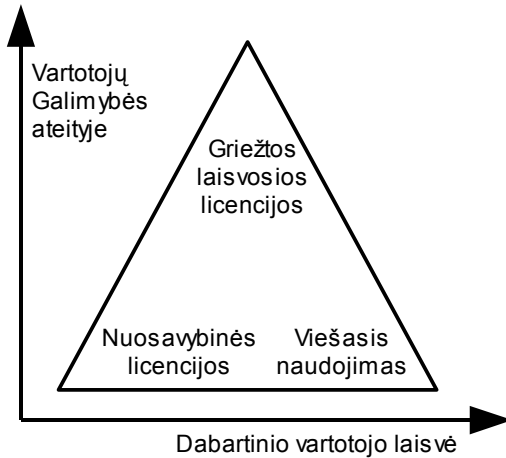 Vartotojų
Galimybės
ateityje
Griežtos
laisvosios
licencijos
Nuosavybinės
licencijos
Viešasis
naudojimas
Dabartinio vartotojo laisvė